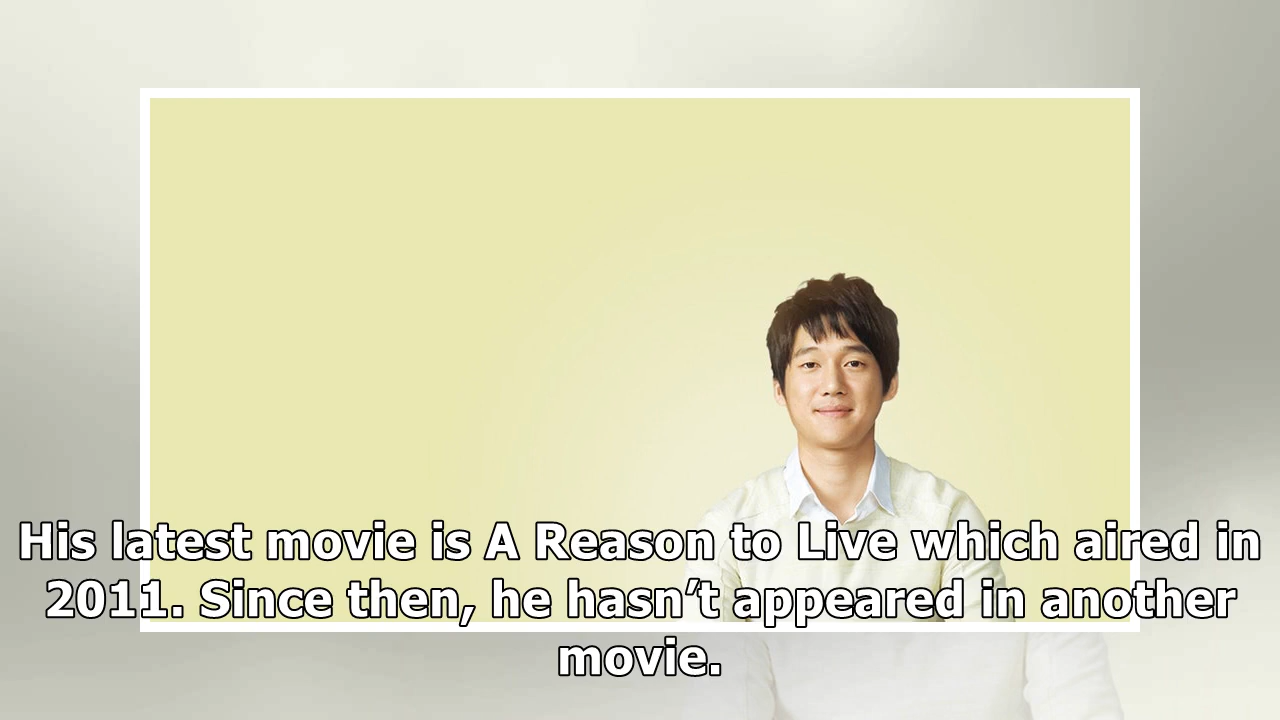 His latest movie is A Reason to Live which aired in
2011. Since then, he hasn’t appeared in another
movie.